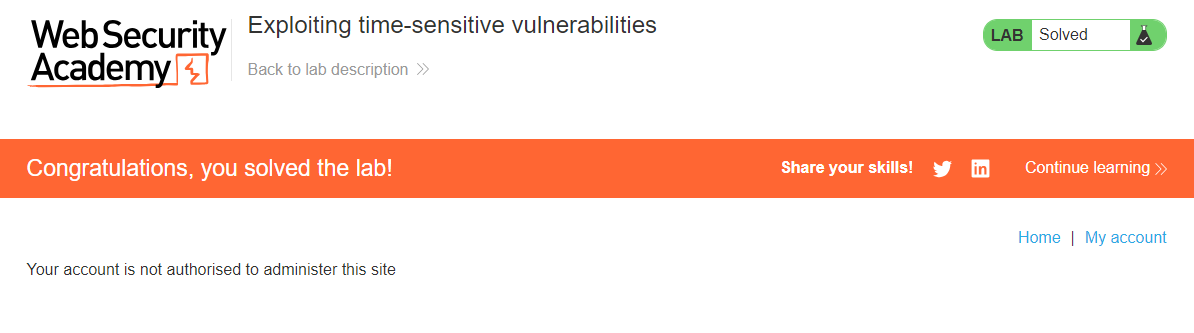 Web Security
Academy
Exploiting time-sensitive vulnerabilities
Back to lab description
LAB Solved
Congratulations, you solved the lab!
Share your skills!
Continue learning
Home | My account
Your account is not authorised to administer this site